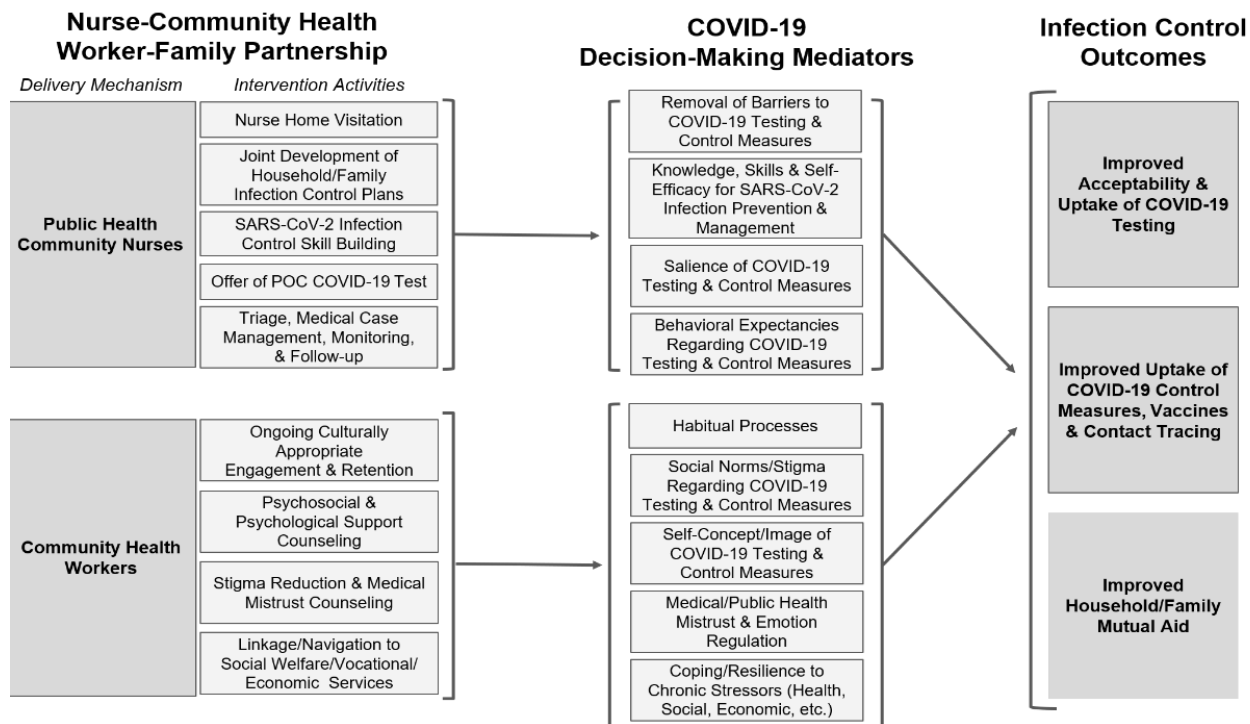 Nurse-Community Health
Worker-Family Partnership
Delivery Mechanism
Intervention Activities
Public Health
Community Nurses
Nurse Home Visitation
Joint Development of
Household/Family
Infection Control Plans
SARS-CoV-2 Infection
Control Skill Building
Offer of POC COVID-19 Test
Triage, Medical Case
Management, Monitoring,
& Follow-up
Community Health
Workers
Ongoing Culturally
Appropriate
Engagement & Retention
Psychosocial &
Psychological Support
Counseling
Stigma Reduction & Medical
Mistrust Counseling
Linkage/Navigation to
Social Welfare/Vocational/
Economic Services
COVID-19
Decision-Making Mediators
Removal of Barriers to
COVID-19 Testing &
Control Measures
Knowledge, Skills & Self-
Efficacy for SARS-CoV-2
Infection Prevention &
Management
Salience of COVID-19
Testing & Control Measures
Behavioral Expectancies
Regarding COVID-19
Testing & Control Measures
Habitual Processes
Social Norms/Stigma
Regarding COVID-19
Testing & Control Measures
Self-Concept/Image of
COVID-19 Testing &
Control Measures
Medical/Public Health
Mistrust & Emotion
Regulation
Coping/Resilience to
Chronic Stressors (Health,
Social, Economic, etc.)
Infection Control
Outcomes
Improved
Acceptability &
Uptake of COVID-19
Testing
Improved Uptake of
COVID-19 Control
Measures, Vaccines
& Contact Tracing
Improved
Household/Family
Mutual Aid